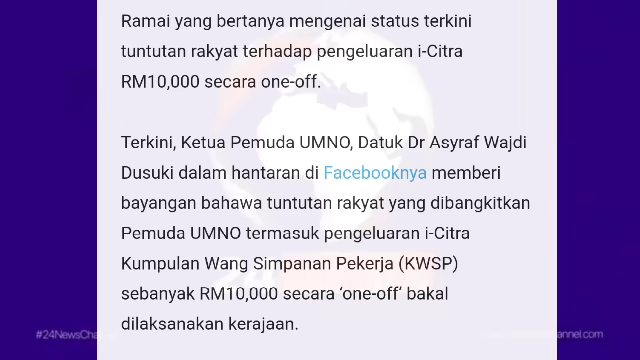 Ramai yang bertanya mengenai status terkini
tuntutan rakyat terhadap pengeluaran i-Citra
RM10,000 secara one-off.
Terkini, Ketua Pemuda UMNO, Datuk Dr Asyraf Wajdi
Dusuki dalam hantaran di Facebooknya memberi
bayangan bahawa tuntutan rakyat yang dibangkitkan
Pemuda UMNO termasuk pengeluaran i-Citra
Kumpulan Wang Simpanan Pekerja (KWSP)
sebanyak RM10,000 secara ‘one-off’ bakal
dilaksanakan kerajaan.